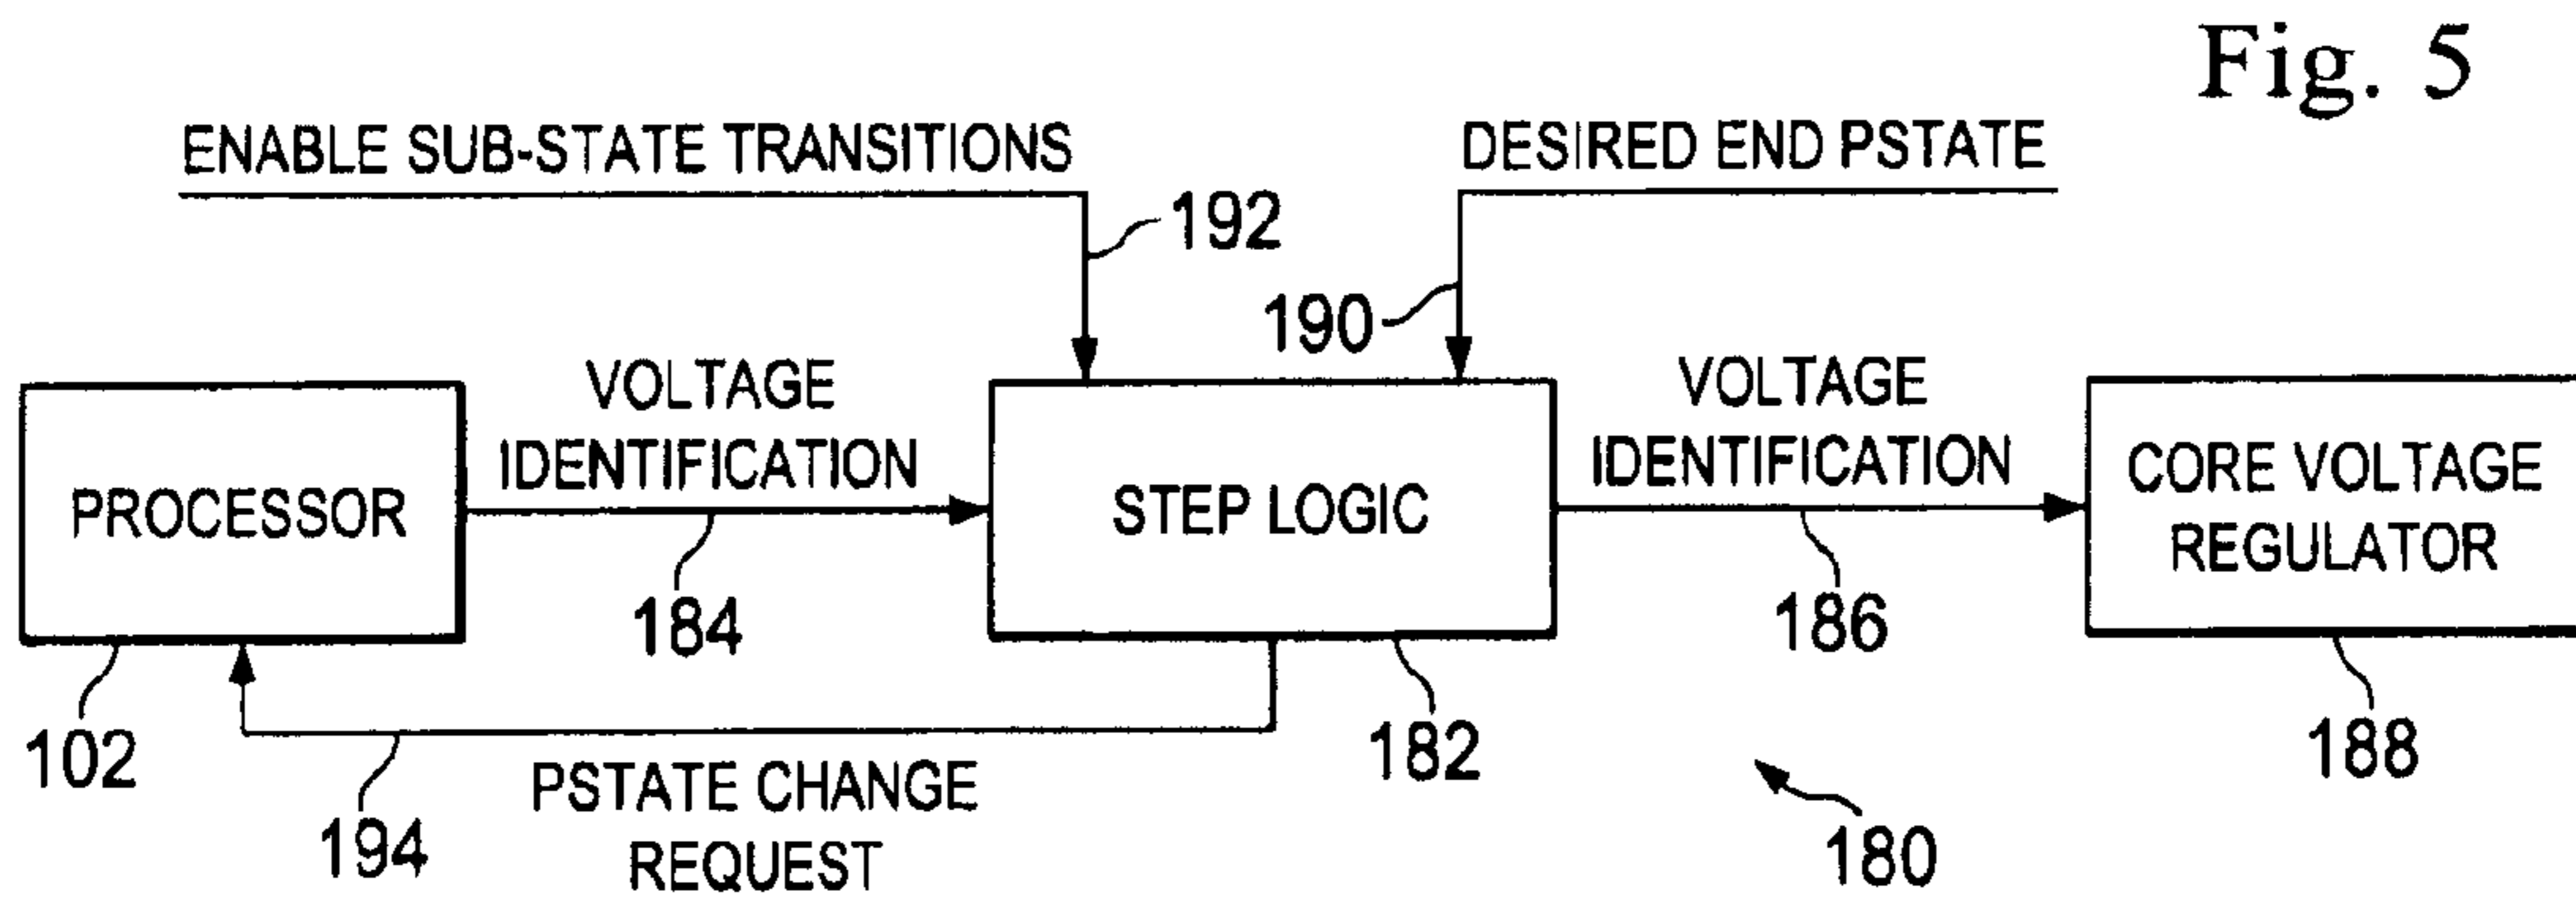 Fig. 5
ENABLE SUB-STATE TRANSITIONS
DESIRED END PSTATE
192
190
VOLTAGE
IDENTIFICATION
VOLTAGE
IDENTIFICATION
PROCESSOR
STEP LOGIC
CORE VOLTAGE
REGULATOR
184
186
102
182
188
194
PSTATE CHANGE
REQUEST
180